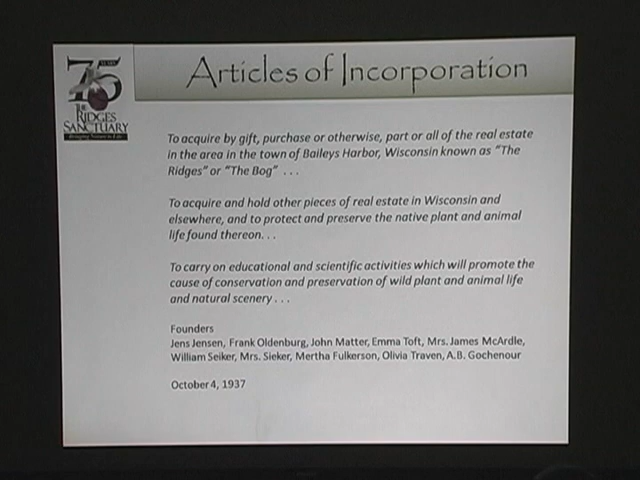 75
YEARS
Articles of Incorporation
THE
RIDGES
SANCTUARY
To acquire by gift, purchase or otherwise, part or all of the real estate
in the area in the town of Baileys Harbor, Wisconsin known as "The
Ridges" or "The Bog" . . .
To acquire and hold other pieces of real estate in Wisconsin and
elsewhere, and to protect and preserve the native plant and animal
life found thereon. . .
To carry on educational and scientific activities which will promote the
cause of conservation and preservation of wild plant and animal life
and natural scenery . . .
Founders
Jens Jensen, Frank Oldenburg, John Matter, Emma Toft, Mrs. James McArdle,
William Seiker, Mrs. Sieker, Mertha Fulkerson, Olivia Traven, A.B. Gochenour
October 4, 1937